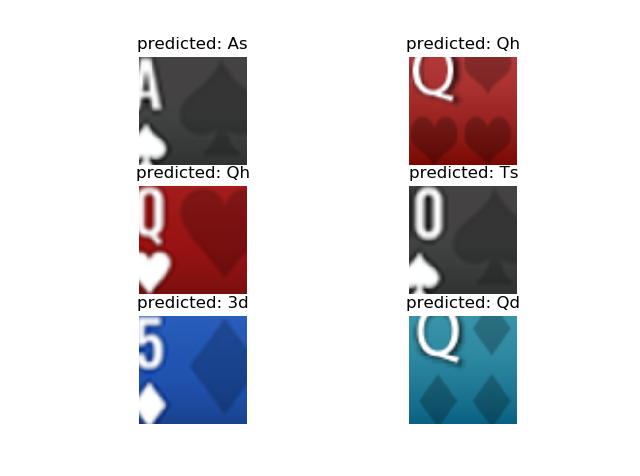 predicted: As
predicted: Qh
A
Q
predicted: Qh
predicted: Ts
Q
0
predicted: 3d
predicted: Qd
5
Q